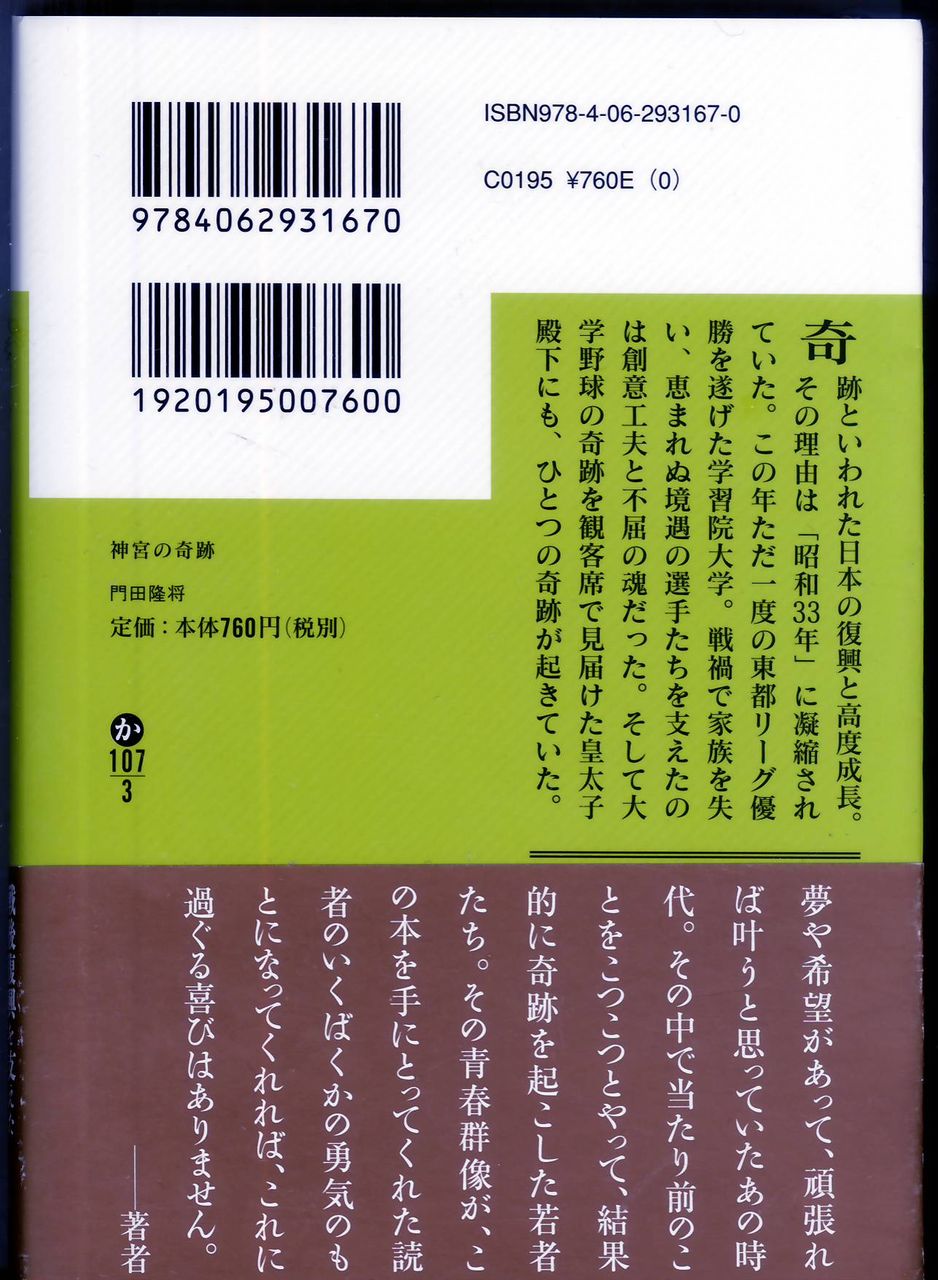 ISBN978-4-06-293167-0
C0195 ¥760E (0)
9784062931670
1920195007600
奇跡といわれた日本の復興と高度成長。
その理由は「昭和33年」に凝縮され
ていた。この年ただ一度の東都リーグ優
勝を遂げた学習院大学。戦禍で家族を失
い、恵まれぬ境遇の選手たちを支えたの
は創意工夫と不屈の魂だった。そして大
学野球の奇跡を観客席で見届けた皇太子
殿下にも、ひとつの奇跡が起きていた。
神宮の奇跡
門田隆将
定価:本体760円(税別)
か
107
3
夢や希望があって、頑張れ
ば叶うと思っていたあの時
代。その中で当たり前のこ
とをこつこつとやって、結果
的に奇跡を起こした若者
たち。その青春群像が、こ
の本を手にとってくれた読
者のいくばくかの勇気のも
とになってくれれば、これに
過ぐる喜びはありません。
――著者